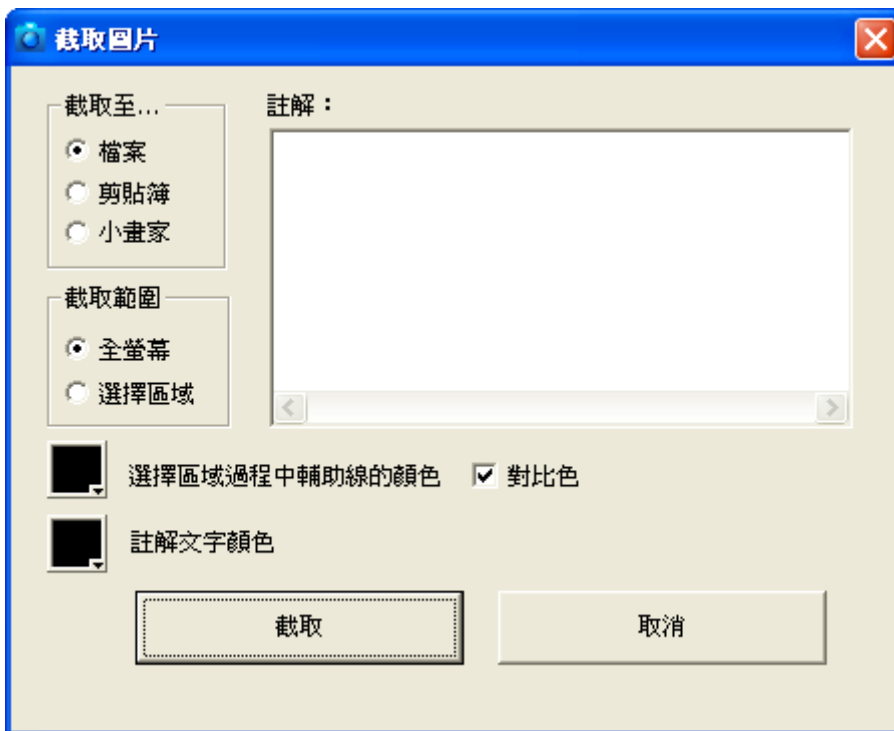 截取圖片
截取至...
檔案
剪貼簿
小畫家
註解：
截取範圍
全螢幕
選擇區域
選擇區域過程中輔助線的顏色
對比色
註解文字顏色
截取
取消